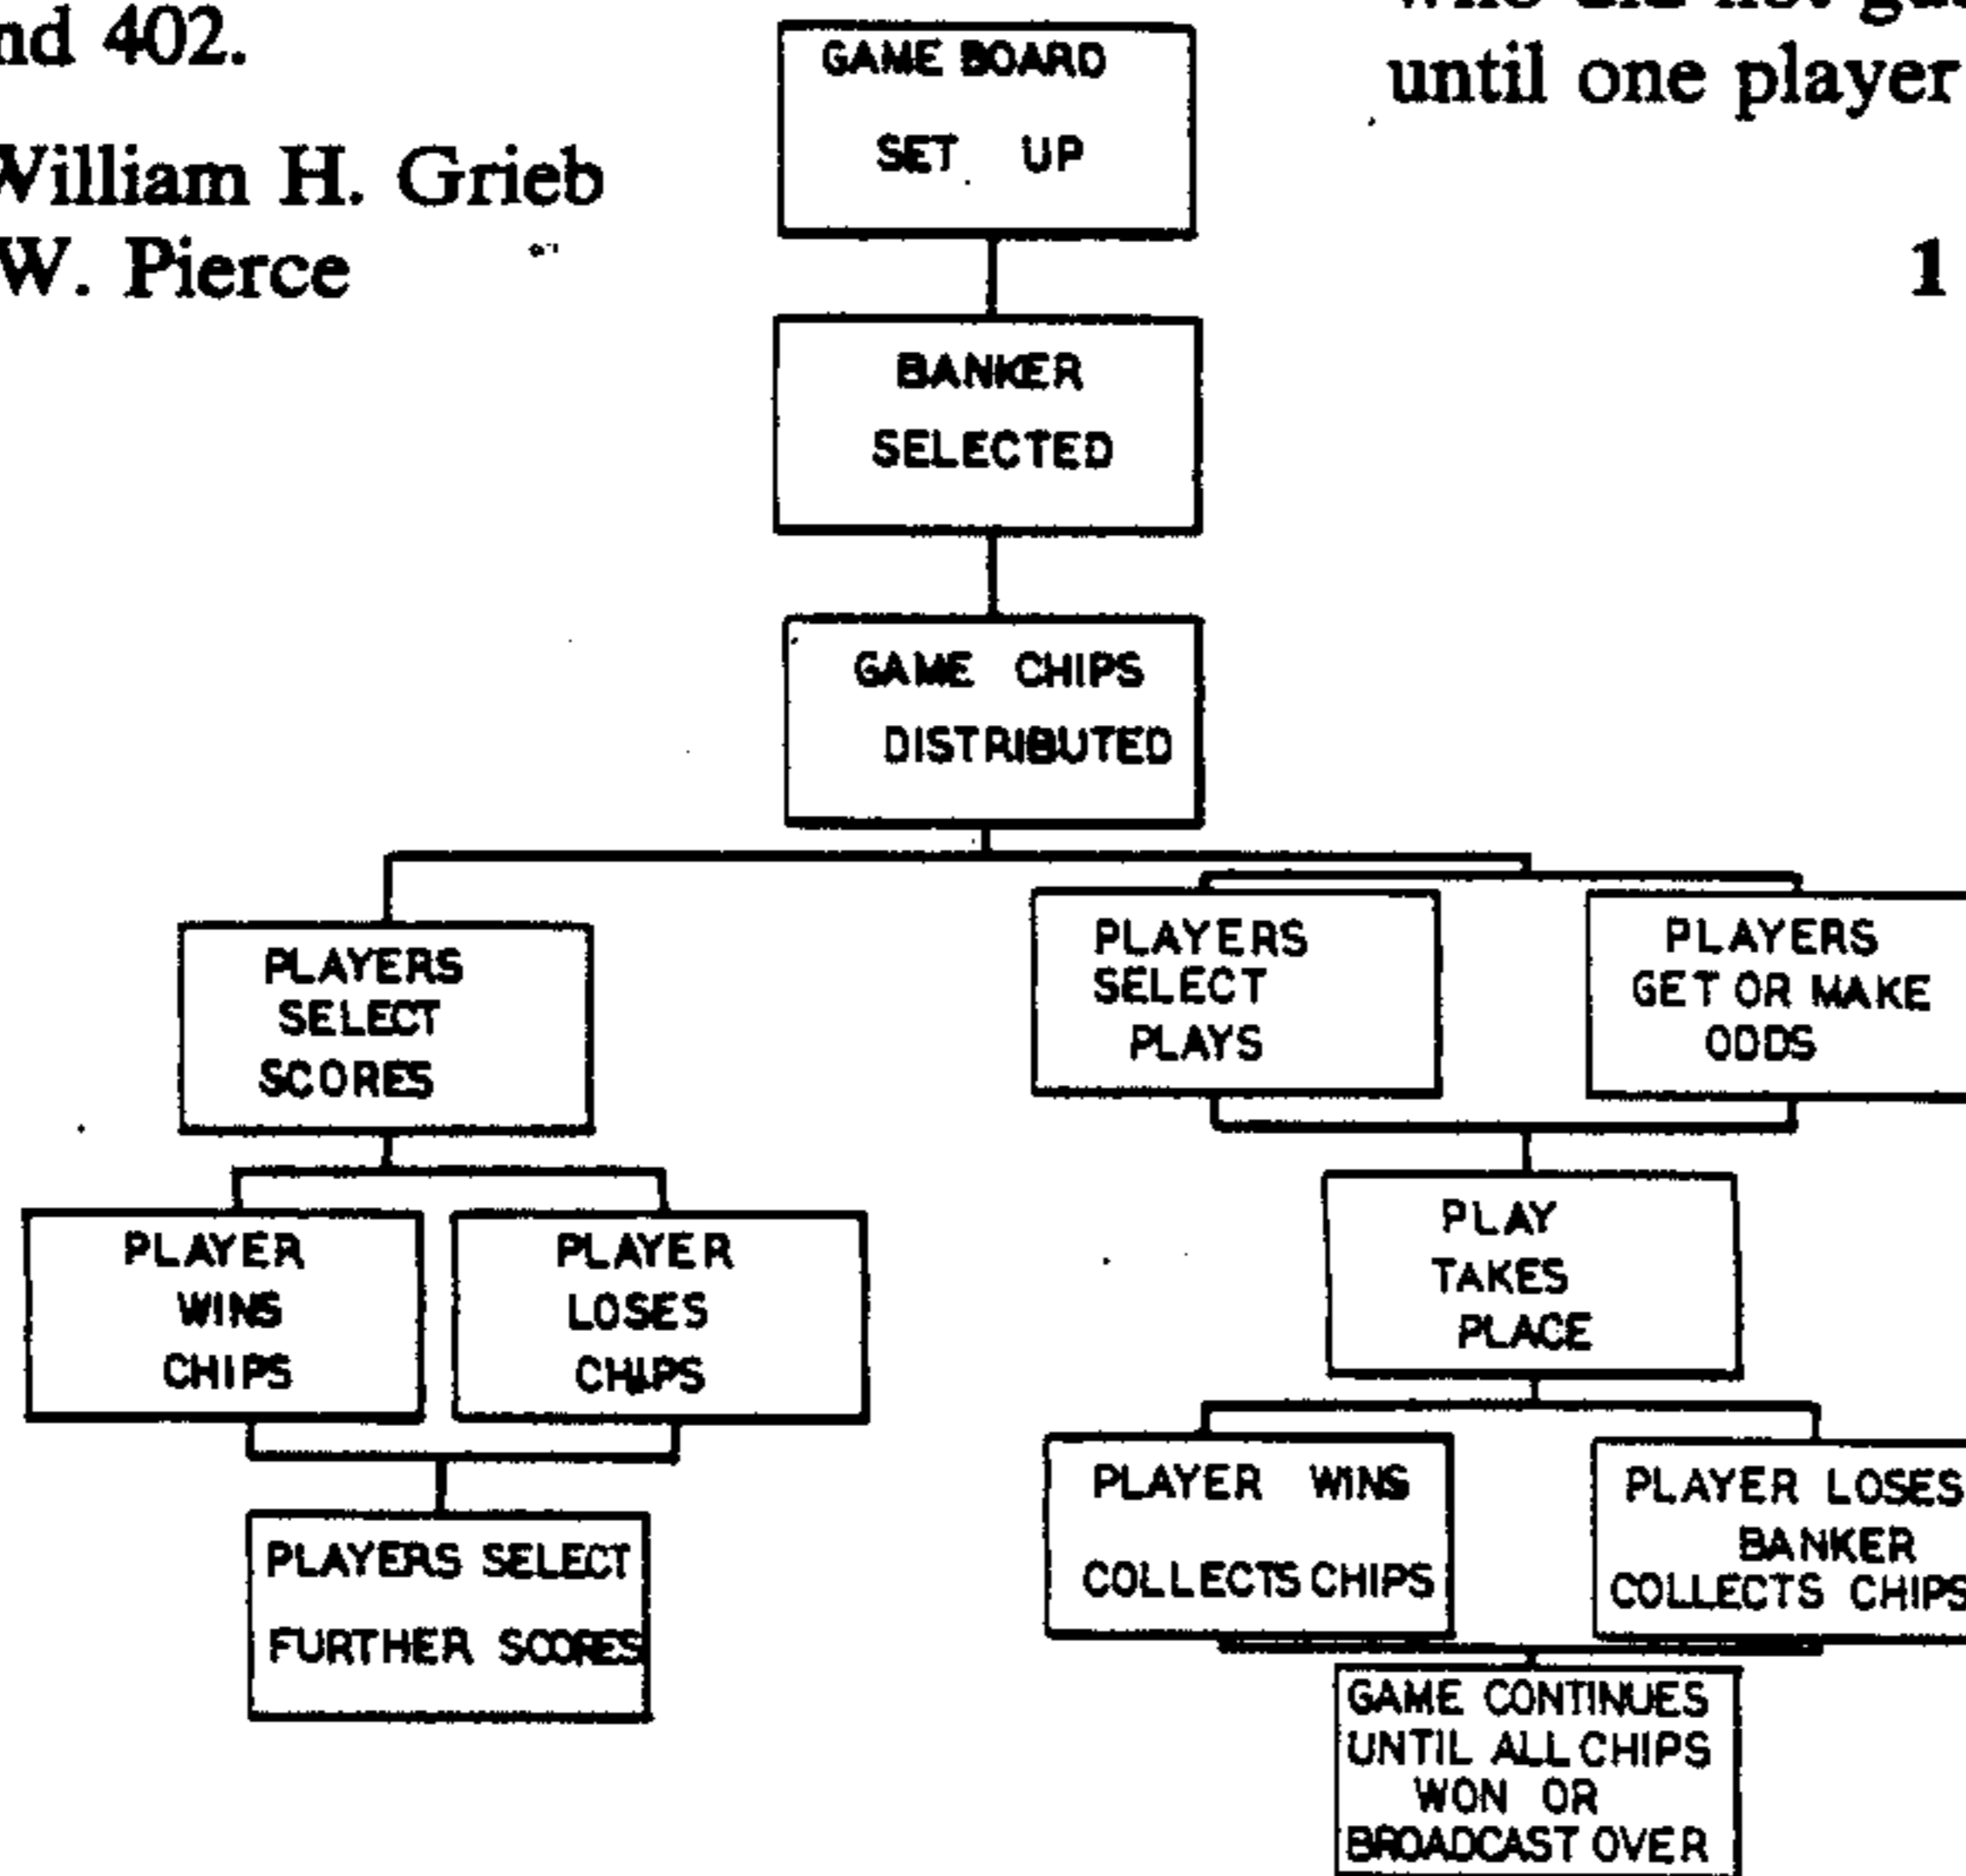 nd 402.
William H. Grieb
W. Pierce
until one player
1
GAME BOARD
SET UP
BANKER
SELECTED
GAME CHIPS
DISTRIBUTED
PLAYERS
SELECT
SCORES
PLAYER
WINS
CHIPS
PLAYER
LOSES
CHIPS
PLAYERS SELECT
FURTHER SCORES
PLAYERS
SELECT
PLAYS
PLAYERS
GET OR MAKE
ODDS
PLAY
TAKES
PLACE
PLAYER WINS
COLLECTS CHIPS
PLAYER LOSES
BANKER
COLLECTS CHIPS
GAME CONTINUES
UNTIL ALL CHIPS
WON OR
BROADCAST OVER